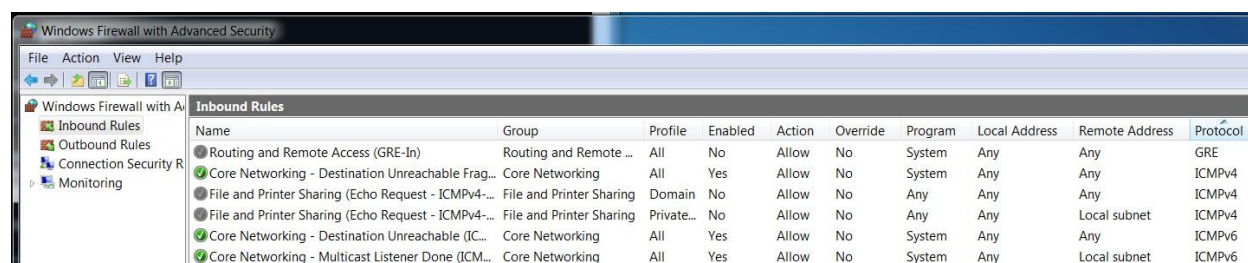 Windows Firewall with Advanced Security
File Action View Help
Windows Firewall with A
Inbound Rules
Outbound Rules
Connection Security R
Monitoring
Inbound Rules
Name Group Profile Enabled Action Override Program Local Address Remote Address Protocol
Routing and Remote Access (GRE-In) Routing and Remote ... All No Allow No System Any Any GRE
Core Networking - Destination Unreachable Frag... Core Networking All Yes Allow No System Any Any ICMPv4
File and Printer Sharing (Echo Request - ICMPv4-... File and Printer Sharing Domain No Allow No Any Any Any ICMPv4
File and Printer Sharing (Echo Request - ICMPv4-... File and Printer Sharing Private... No Allow No Any Any Local subnet ICMPv4
Core Networking - Destination Unreachable (IC... Core Networking All Yes Allow No System Any Any ICMPv6
Core Networking - Multicast Listener Done (ICM... Core Networking All Yes Allow No System Any Local subnet ICMPv6